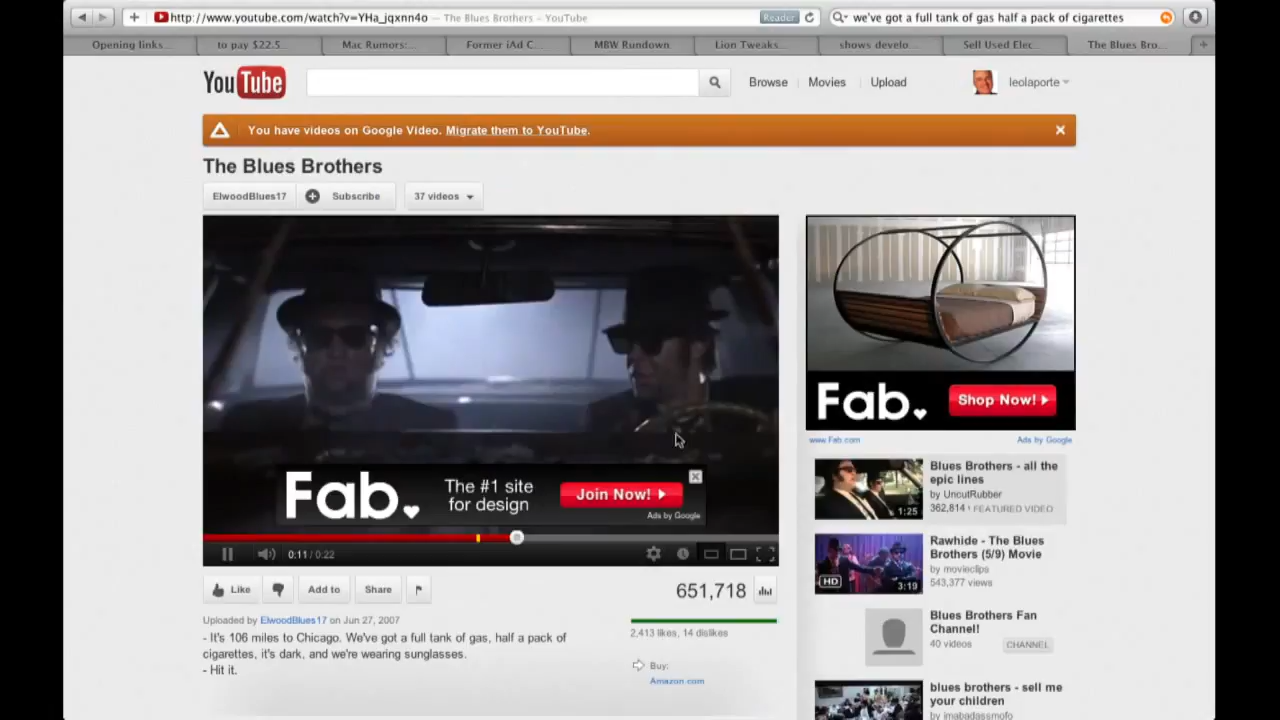 http://www.youtube.com/watch?v=YHa_jqxnn4o — The Blues Brothers - YouTube
Reader
we've got a full tank of gas half a pack of cigarettes
Opening links...
to pay $22.5...
Mac Rumors:...
Former iAd C...
MBW Rundown
Lion Tweaks...
shows develo...
Sell Used Elec...
The Blues Bro...
YouTube
Browse
Movies
Upload
leolaporte
You have videos on Google Video. Migrate them to YouTube.
The Blues Brothers
ElwoodBlues17
Subscribe
37 videos
Fab.
The #1 site
for design
Join Now!
Ads by Google
0:11 / 0:22
Like
Add to
Share
651,718
Uploaded by ElwoodBlues17 on Jun 27, 2007
- It's 106 miles to Chicago. We've got a full tank of gas, half a pack of
cigarettes, it's dark, and we're wearing sunglasses.
- Hit it.
2,413 likes, 14 dislikes
Buy:
Amazon.com
Fab.
Shop Now!
www.Fab.com
Ads by Google
1:25
Blues Brothers - all the
epic lines
by UncutRubber
362,814 FEATURED VIDEO
HD
3:19
Rawhide - The Blues
Brothers (5/9) Movie
by movieclips
543,377 views
Blues Brothers Fan
Channel!
40 videos
CHANNEL
blues brothers - sell me
your children
by imabadassmofo